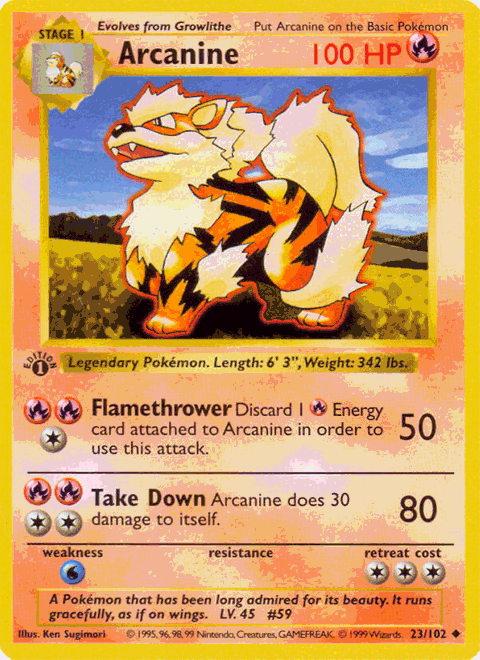 Evolves from Growlithe Put Arcanine on the Basic Pokémon
STAGE 1
Arcanine 100 HP
Legendary Pokémon. Length: 6' 3", Weight: 342 lbs.
EDITION
1
Flamethrower Discard 1 Energy
card attached to Arcanine in order to
use this attack.
50
Take Down Arcanine does 30
damage to itself.
80
weakness resistance retreat cost
A Pokémon that has been long admired for its beauty. It runs
gracefully, as if on wings. LV. 45 #59
Illus. Ken Sugimori © 1995, 96, 98, 99 Nintendo, Creatures, GAMEFREAK. © 1999 Wizards. 23/102